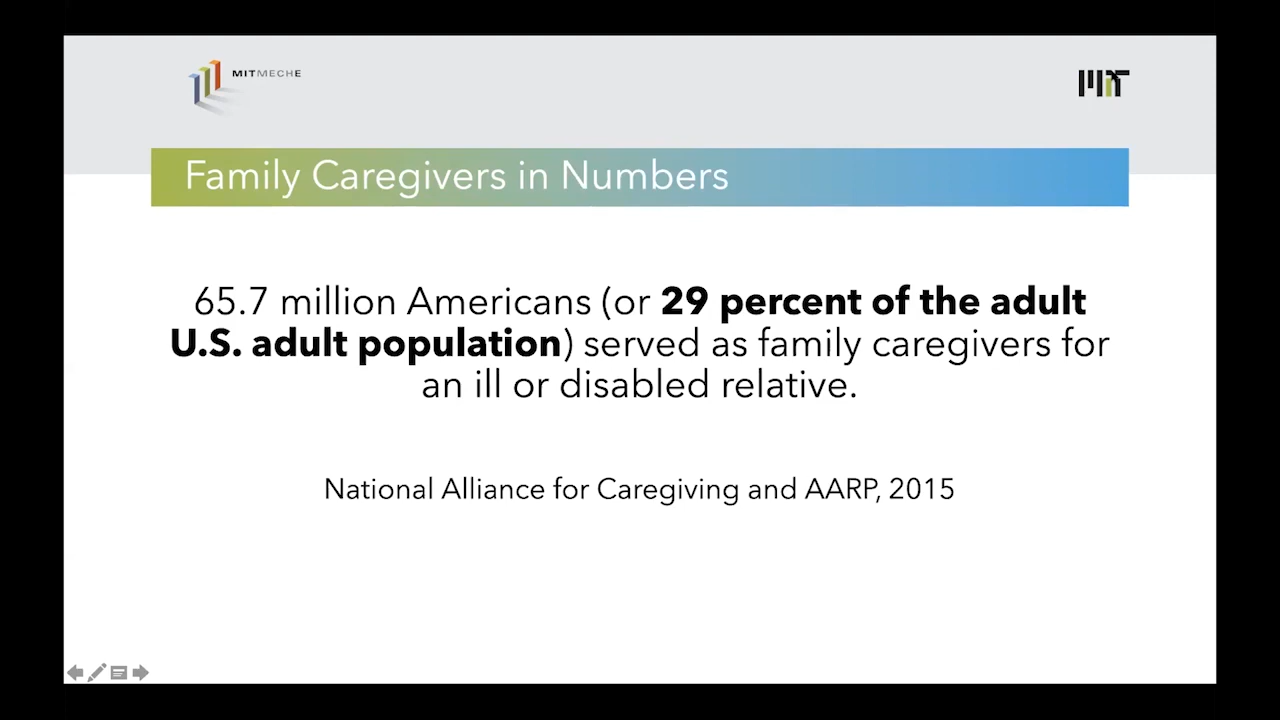 MITMECHE
MIT
Family Caregivers in Numbers
65.7 million Americans (or 29 percent of the adult
U.S. adult population) served as family caregivers for
an ill or disabled relative.
National Alliance for Caregiving and AARP, 2015